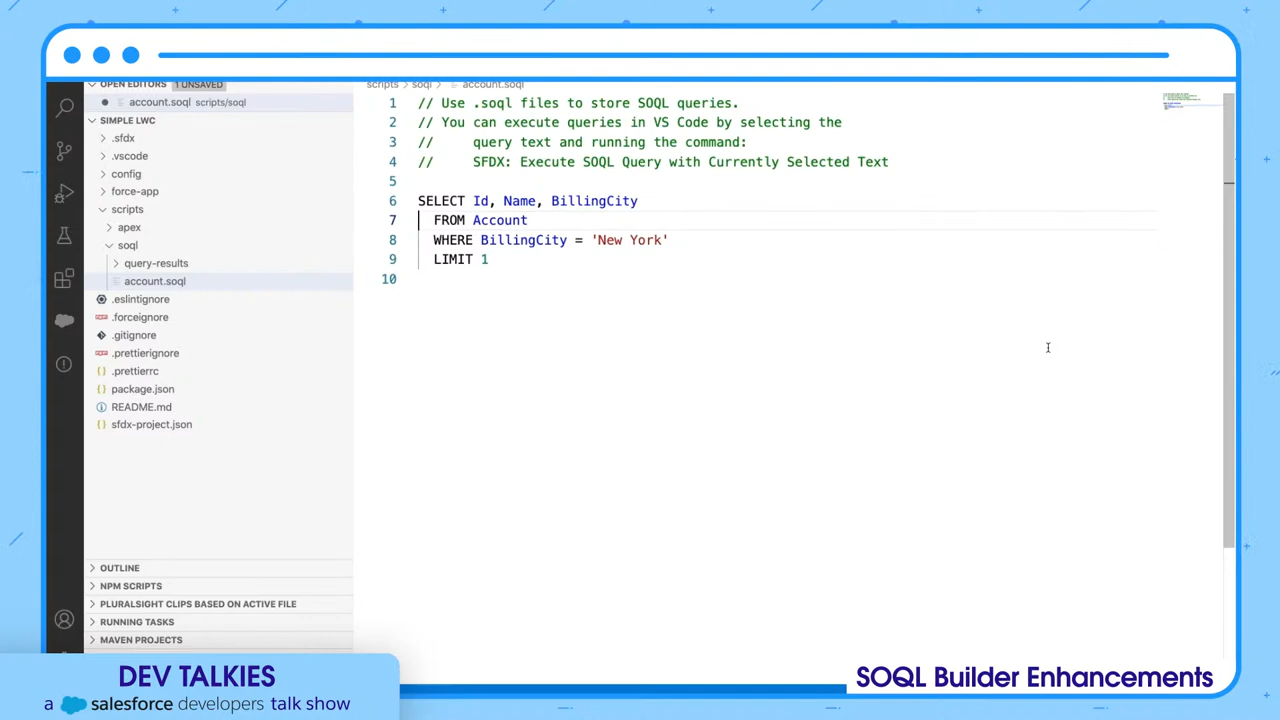 OPEN EDITORS 1 UNSAVED
account.soql scripts/soql
SIMPLE LWC
.sfdx
.vscode
config
force-app
scripts
apex
soql
query-results
account.soql
.eslintignore
.forceignore
.gitignore
.prettierignore
.prettierrc
package.json
README.md
sfdx-project.json
OUTLINE
NPM SCRIPTS
PLURALSIGHT CLIPS BASED ON ACTIVE FILE
RUNNING TASKS
MAVEN PROJECTS
scripts > soql > account.soql
1 // Use .soql files to store SOQL queries.
2 // You can execute queries in VS Code by selecting the
3 //     query text and running the command:
4 //     SFDX: Execute SOQL Query with Currently Selected Text
5
6 SELECT Id, Name, BillingCity
7   FROM Account
8   WHERE BillingCity = 'New York'
9   LIMIT 1
10
DEV TALKIES
a salesforce developers talk show
SOQL Builder Enhancements